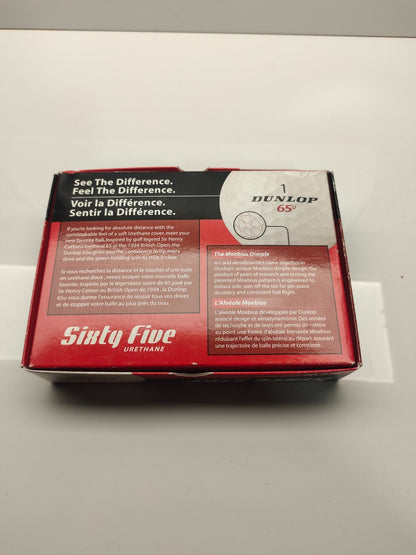 See The Difference.
Feel The Difference.
Voir la Différence.
Sentir la Différence.
1
DUNLOP
65u
If you're looking for absolute distance with the
unmistakable feel of a soft Urethane cover, meet your
new favorite ball. Inspired by golf legend Sir Henry
Cotton's mythical 65 in the 1934 British Open, the
Dunlop 65u gives you the confidence to rip every
drive and the green-holding spin to stick it close.
Si vous recherchez la distance et le toucher d'une balle
en urethane doux, venez essayer votre nouvelle balle
favorite. Inspirée par le légendaire score de 65 joué par
Sir Henry Cotton au British Open de 1934, la Dunlop
65u vous donne l'assurance de réussir tous vos drives
et de stopper votre balle au plus près du trou.
Sixty Five
URETHANE
The Moebius Dimple
Art and aerodynamics come together in
Dunlop's unique Moebius dimple design. The
product of years of research and testing, the
patented Moebius pattern is engineered to
reduce side-spin off the tee for pin-point
accuracy and consistent ball flight.
L'Alvéole Moebius
L'Alvéole Moebius développée par Dunlop
associe design et aérodynamisme. Des années
de recherche et de tests ont permis de mettre
au point une forme d'alvéole brevetée Moebius
réduisant l'effet du spin latéral au départ, assurant
une trajectoire de balle précise et constante.